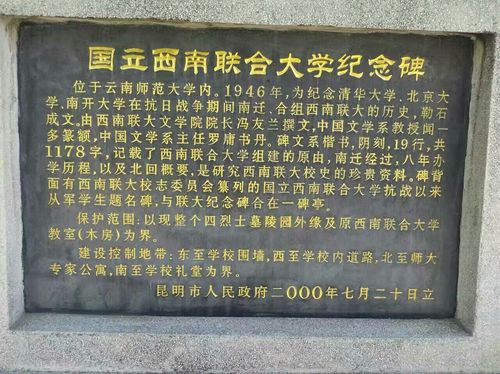 国立西南联合大学纪念碑
位于云南师范大学内。1946年,为纪念清华大学、北京大
学、南开大学在抗日战争期间南迁、合组西南联大的历史,勒石
成文。由西南联大文学院院长冯友兰撰文,中国文学系教授闻一
多篆额,中国文学系主任罗庸书丹。碑文系楷书,阴刻,19行,共
1178字,记载了西南联合大学组建的原由,南迁经过,八年办
学历程,以及北回概要,是研究西南联大校史的珍贵资料。碑背
面有西南联大校志委员会篆列的国立西南联合大学抗战以来
从军学生题名碑,与联大纪念碑合在一碑亭。
保护范围:以现整个四烈士墓陵园外缘及原西南联合大学
教室(木房)为界。
建设控制地带:东至学校围墙,西至学校内道路,北至师大
专家公寓,南至学校礼堂为界。
昆明市人民政府二000年七月二十日立